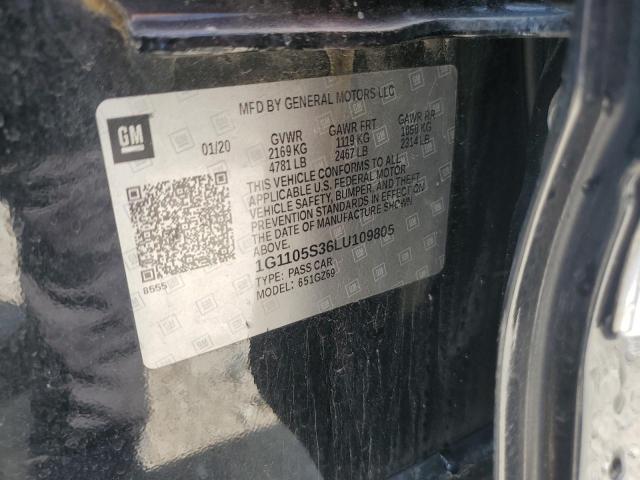 MFD BY GENERAL MOTORS LLC
GM
01/20
GVWR GAWR FRT GAWR RR
2169 KG 1119 KG 1050 KG
4781 LB 2467 LB 2314 LB
THIS VEHICLE CONFORMS TO ALL
APPLICABLE U.S. FEDERAL MOTOR
VEHICLE SAFETY, BUMPER, AND THEFT
PREVENTION STANDARDS IN EFFECT ON
THE DATE OF MANUFACTURE SHOWN
ABOVE.
1G1105S36LU109805
TYPE: PASS CAR
MODEL: 651GZ69
8555